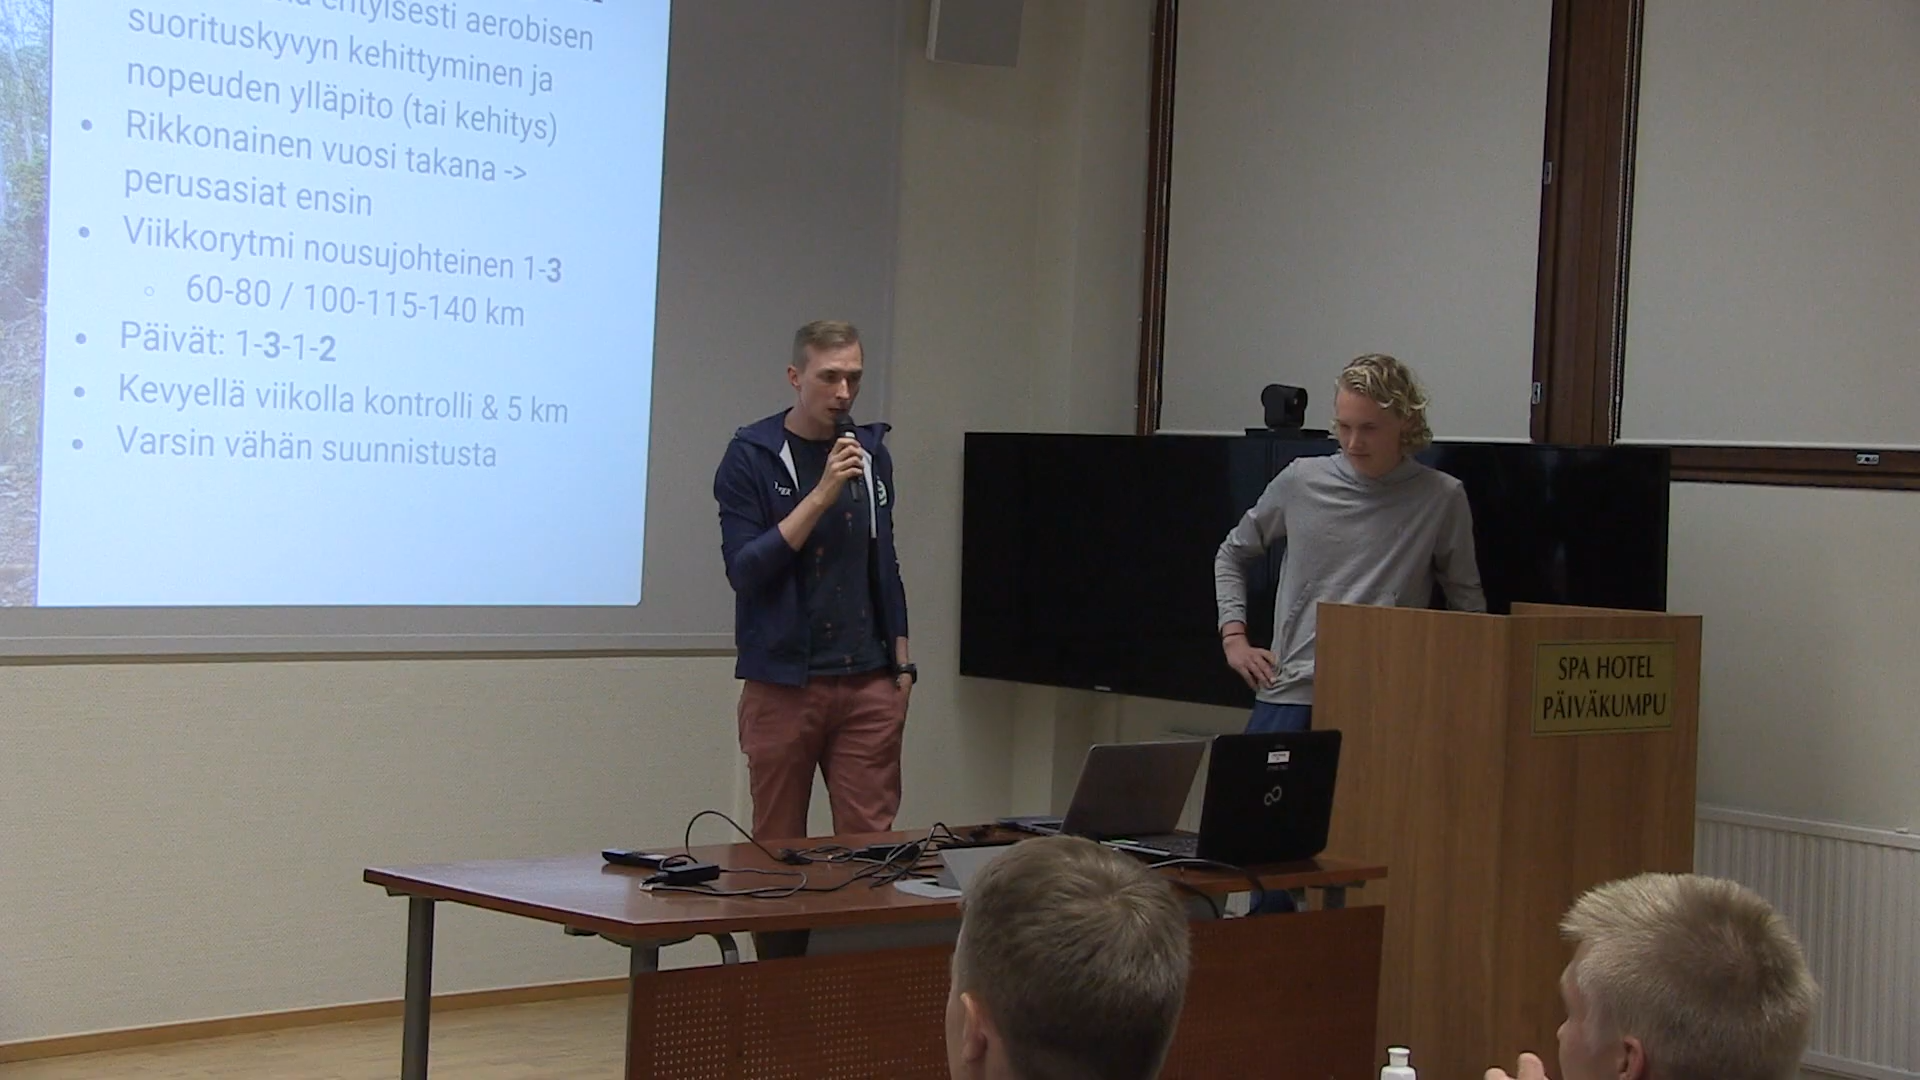 erityisesti aerobisen
suorituskyvyn kehittyminen ja
nopeuden ylläpito (tai kehitys)
• Rikkonainen vuosi takana ->
perusasiat ensin
• Viikkorytmi nousujohteinen 1-3
○ 60-80 / 100-115-140 km
• Päivät: 1-3-1-2
• Kevyellä viikolla kontrolli & 5 km
• Varsin vähän suunnistusta
SPA HOTEL
PÄIVÄKUMPU